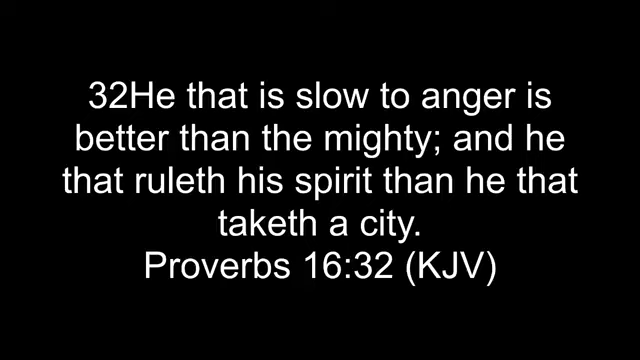 32He that is slow to anger is
better than the mighty; and he
that ruleth his spirit than he that
taketh a city.
Proverbs 16:32 (KJV)